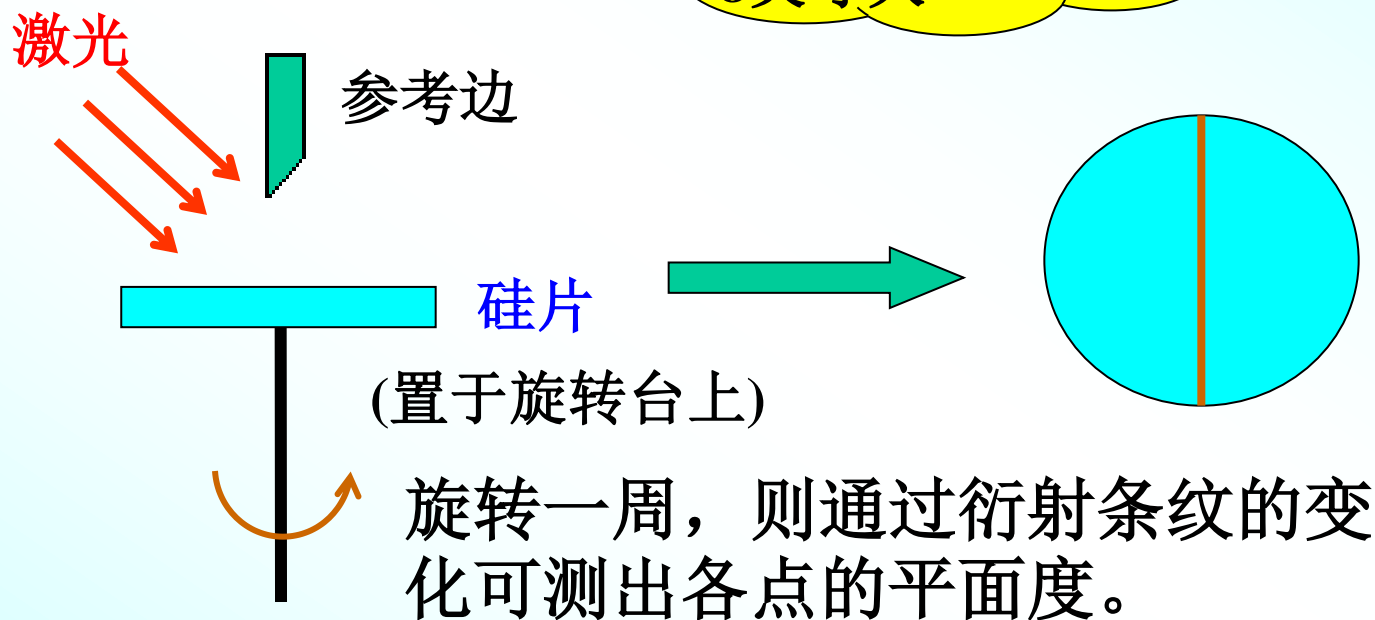 激光
参考边
硅片
(置于旋转台上)
旋转一周，则通过衍射条纹的变
化可测出各点的平面度。